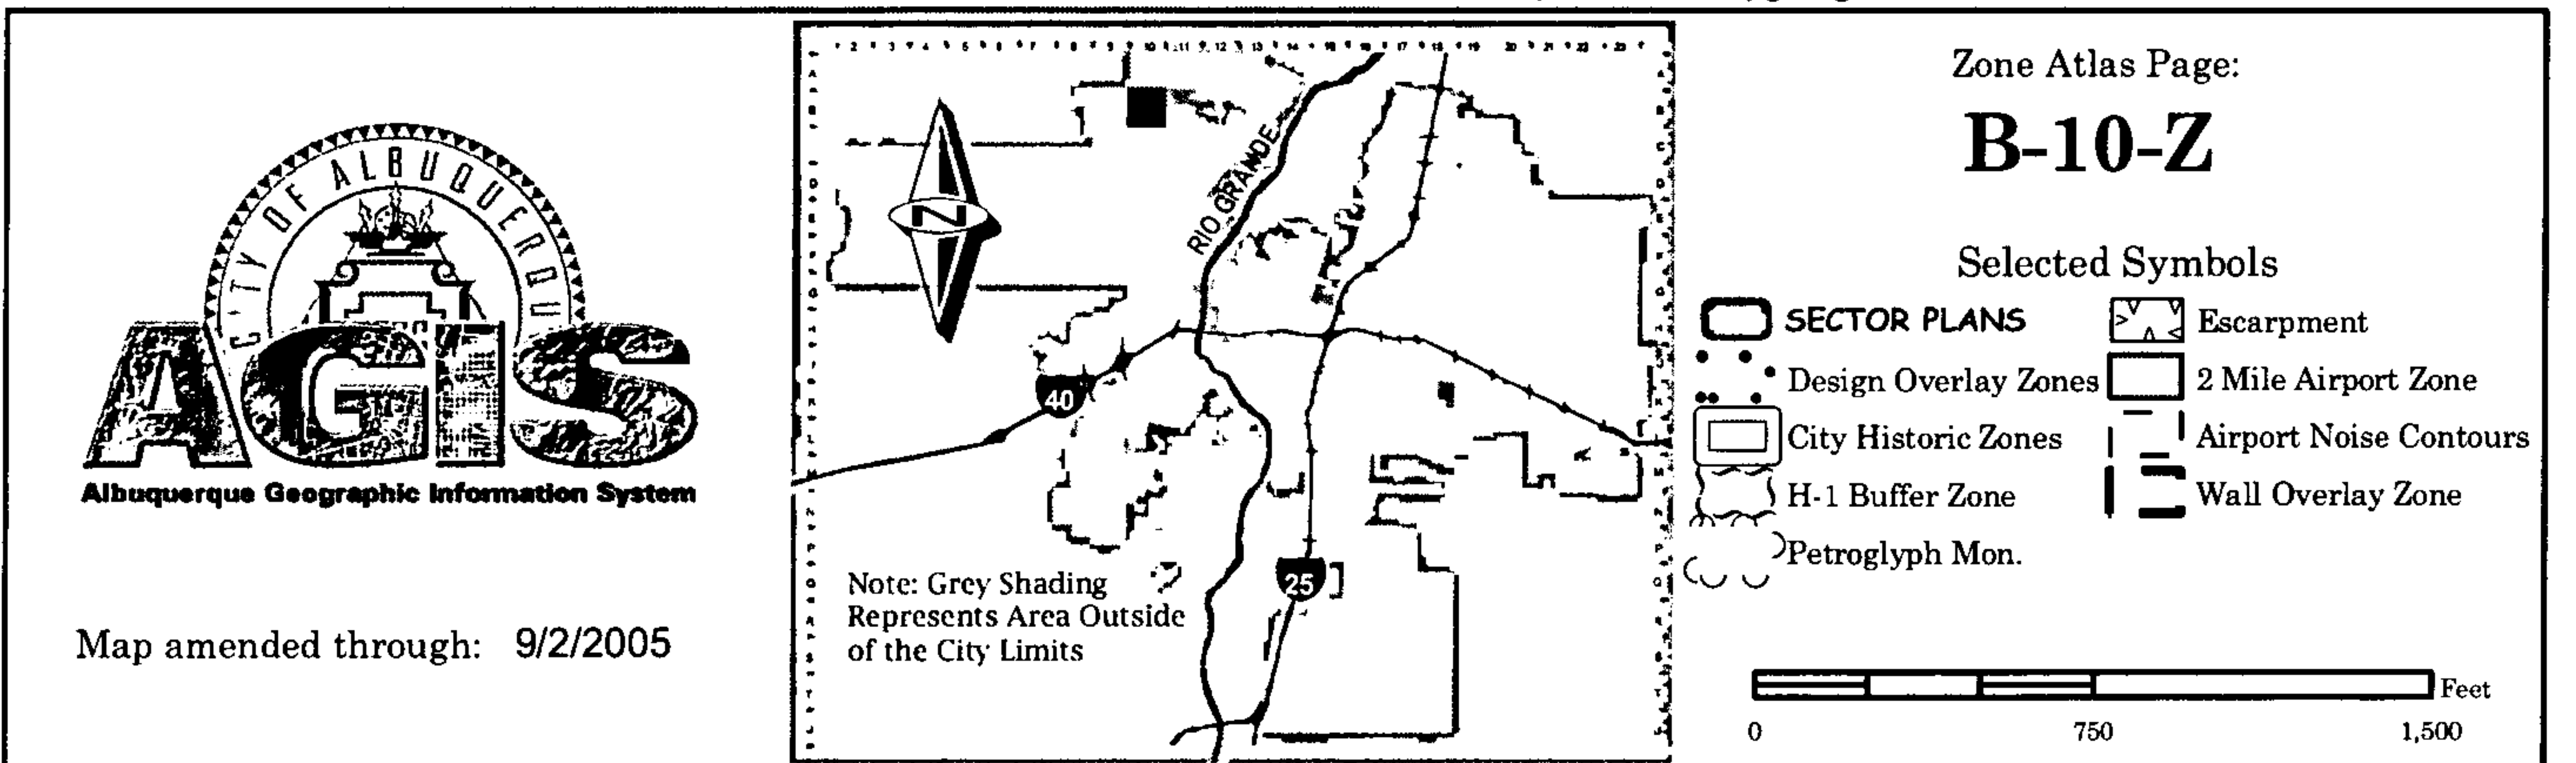 CITY OF ALBUQUERQU
AGIS
Albuquerque Geographic Information System
Map amended through: 9/2/2005
N
RIO GRANDE
40
25
Note: Grey Shading
Represents Area Outside
of the City Limits
Zone Atlas Page:
B-10-Z
Selected Symbols
SECTOR PLANS
Escarpment
Design Overlay Zones
2 Mile Airport Zone
City Historic Zones
Airport Noise Contours
H-1 Buffer Zone
Wall Overlay Zone
Petroglyph Mon.
Feet
0 750 1,500